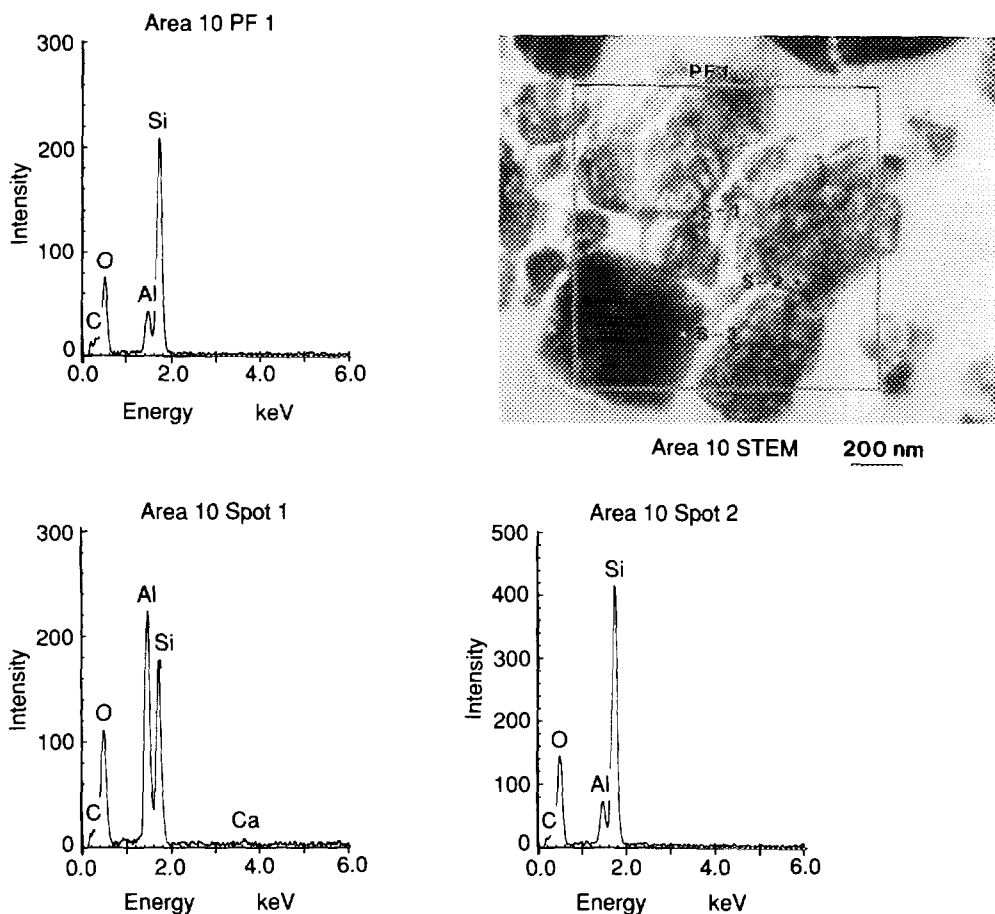 Area 10 PF 1
300
200
100
0
Intensity
C
O
Al
Si
0.0 2.0 4.0 6.0
Energy keV
PF 1
Area 10 STEM 200 nm
Area 10 Spot 1
300
200
100
0
Intensity
C
O
Al
Si
Ca
0.0 2.0 4.0 6.0
Energy keV
Area 10 Spot 2
500
400
300
200
100
0
Intensity
C
O
Al
Si
0.0 2.0 4.0 6.0
Energy keV